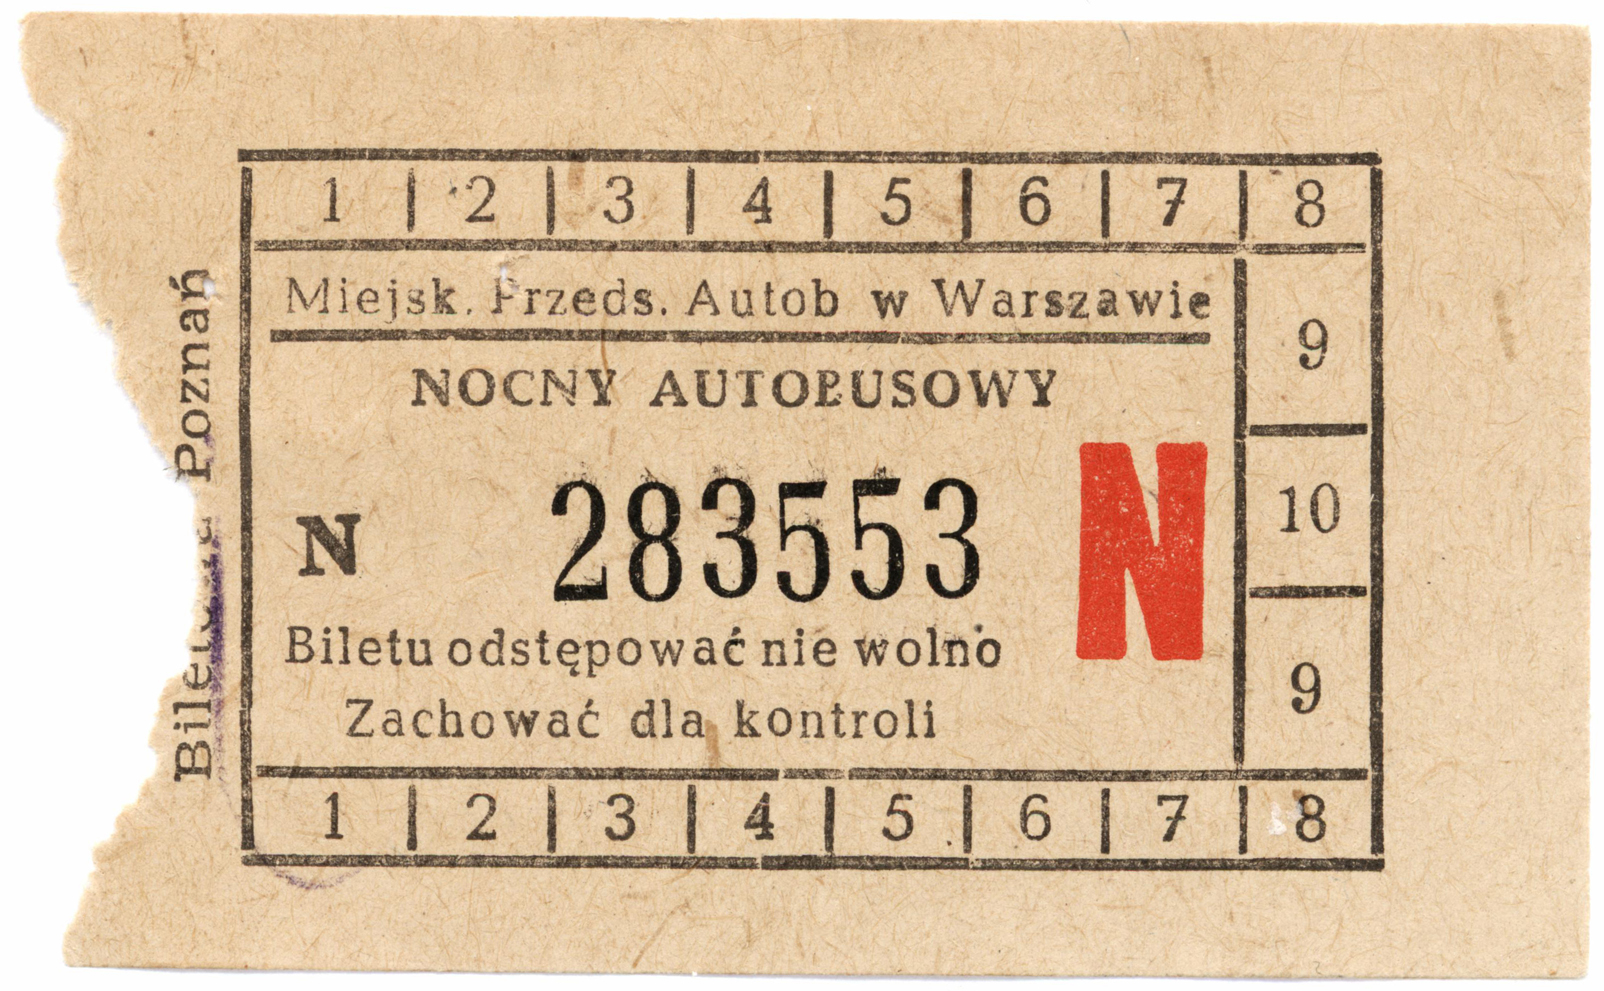 1 | 2 | 3 | 4 | 5 | 6 | 7 | 8
Miejsk. Przeds. Autob w Warszawie
9
NOCNY AUTOBUSOWY
N 283553 N
10
Biletu odstępować nie wolno
9
Zachować dla kontroli
1 | 2 | 3 | 4 | 5 | 6 | 7 | 8
Poznań